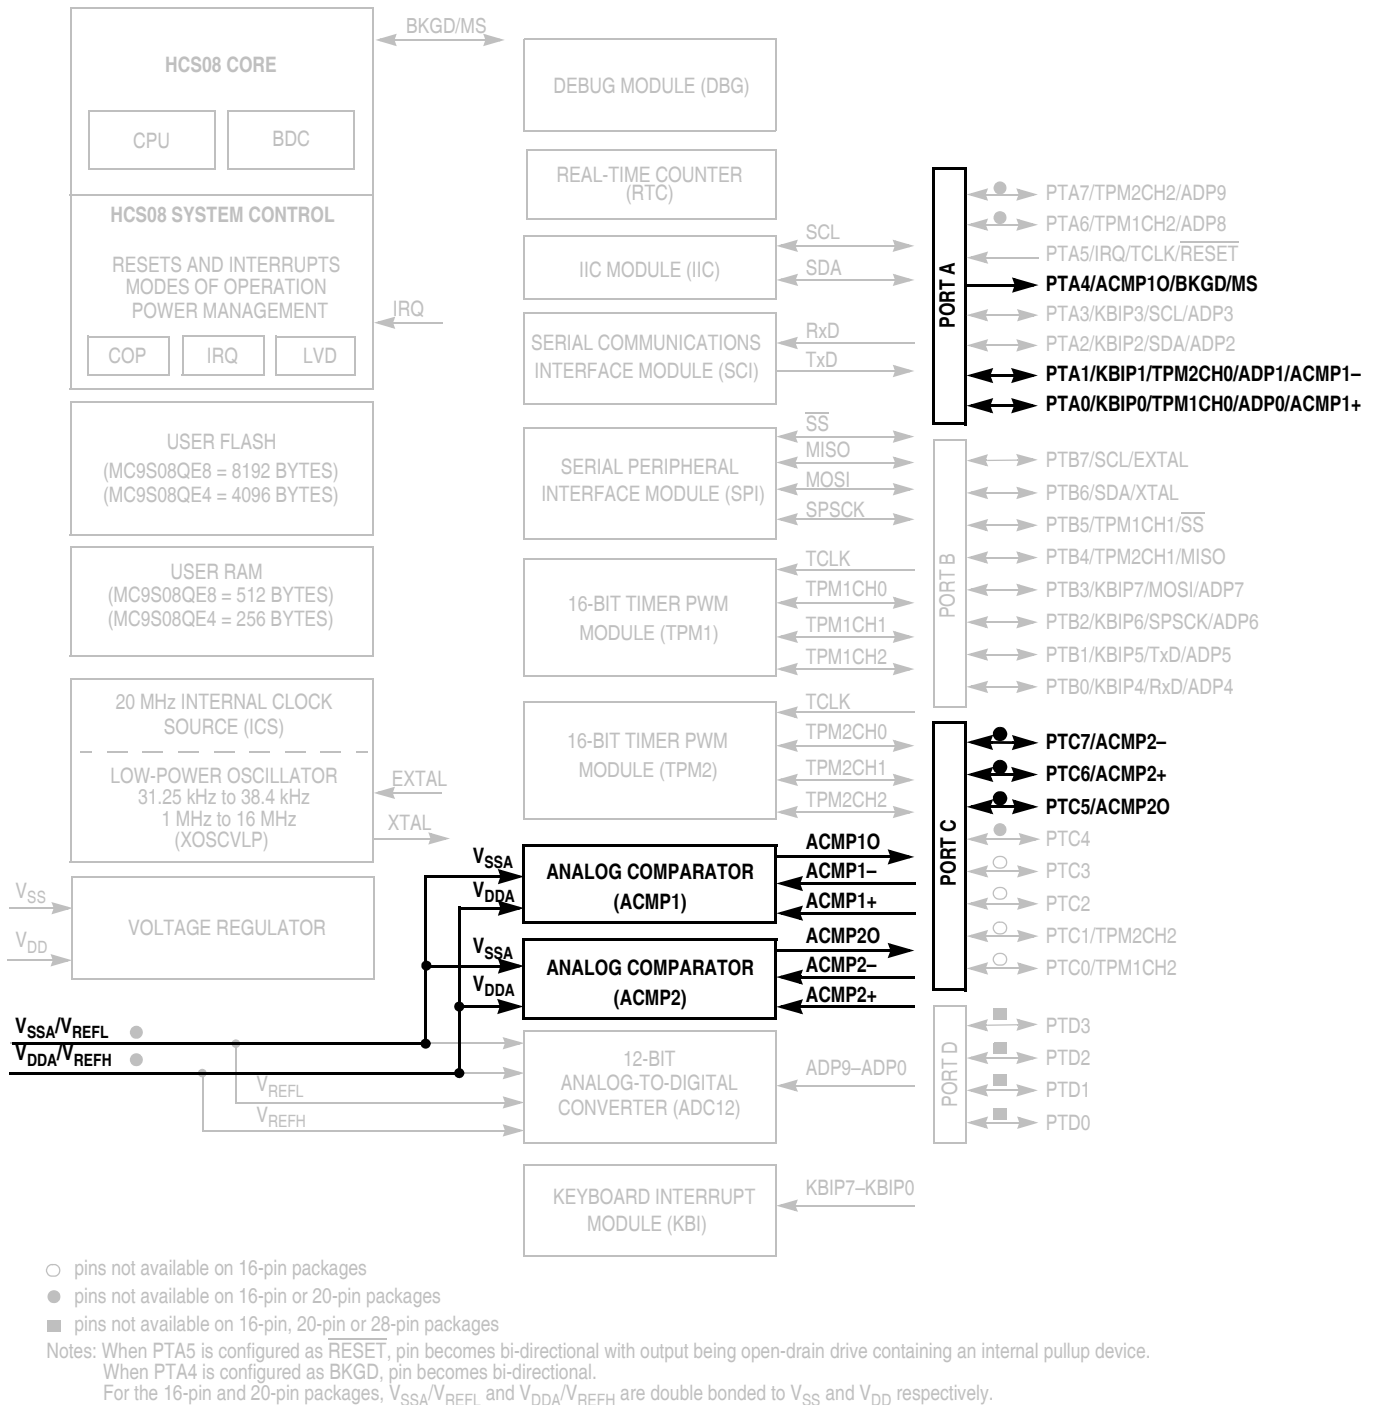 BKGD/MS
HCS08 CORE
CPU
BDC
HCS08 SYSTEM CONTROL
RESETS AND INTERRUPTS
MODES OF OPERATION
POWER MANAGEMENT
COP
IRQ
LVD
IRQ
USER FLASH
(MC9S08QE8 = 8192 BYTES)
(MC9S08QE4 = 4096 BYTES)
USER RAM
(MC9S08QE8 = 512 BYTES)
(MC9S08QE4 = 256 BYTES)
20 MHz INTERNAL CLOCK
SOURCE (ICS)
LOW-POWER OSCILLATOR
31.25 kHz to 38.4 kHz
1 MHz to 16 MHz
(XOSCVLP)
EXTAL
XTAL
VSS
VDD
VOLTAGE REGULATOR
VSSA/VREFL
VDDA/VREFH
VREFL
VREFH
DEBUG MODULE (DBG)
REAL-TIME COUNTER
(RTC)
IIC MODULE (IIC)
SCL
SDA
SERIAL COMMUNICATIONS
INTERFACE MODULE (SCI)
RxD
TxD
SERIAL PERIPHERAL
INTERFACE MODULE (SPI)
SS
MISO
MOSI
SPSCK
16-BIT TIMER PWM
MODULE (TPM1)
TCLK
TPM1CH0
TPM1CH1
TPM1CH2
16-BIT TIMER PWM
MODULE (TPM2)
TCLK
TPM2CH0
TPM2CH1
TPM2CH2
VSSA
VDDA
ANALOG COMPARATOR
(ACMP1)
ACMP1O
ACMP1–
ACMP1+
VSSA
VDDA
ANALOG COMPARATOR
(ACMP2)
ACMP2O
ACMP2–
ACMP2+
12-BIT
ANALOG-TO-DIGITAL
CONVERTER (ADC12)
ADP9–ADP0
KEYBOARD INTERRUPT
MODULE (KBI)
KBIP7–KBIP0
PORT A
PTA7/TPM2CH2/ADP9
PTA6/TPM1CH2/ADP8
PTA5/IRQ/TCLK/RESET
PTA4/ACMP1O/BKGD/MS
PTA3/KBIP3/SCL/ADP3
PTA2/KBIP2/SDA/ADP2
PTA1/KBIP1/TPM2CH0/ADP1/ACMP1–
PTA0/KBIP0/TPM1CH0/ADP0/ACMP1+
PORT B
PTB7/SCL/EXTAL
PTB6/SDA/XTAL
PTB5/TPM1CH1/SS
PTB4/TPM2CH1/MISO
PTB3/KBIP7/MOSI/ADP7
PTB2/KBIP6/SPSCK/ADP6
PTB1/KBIP5/TxD/ADP5
PTB0/KBIP4/RxD/ADP4
PORT C
PTC7/ACMP2–
PTC6/ACMP2+
PTC5/ACMP2O
PTC4
PTC3
PTC2
PTC1/TPM2CH2
PTC0/TPM1CH2
PORT D
PTD3
PTD2
PTD1
PTD0
pins not available on 16-pin packages
pins not available on 16-pin or 20-pin packages
pins not available on 16-pin, 20-pin or 28-pin packages
Notes: When PTA5 is configured as RESET, pin becomes bi-directional with output being open-drain drive containing an internal pullup device.
When PTA4 is configured as BKGD, pin becomes bi-directional.
For the 16-pin and 20-pin packages, VSSA/VREFL and VDDA/VREFH are double bonded to VSS and VDD respectively.